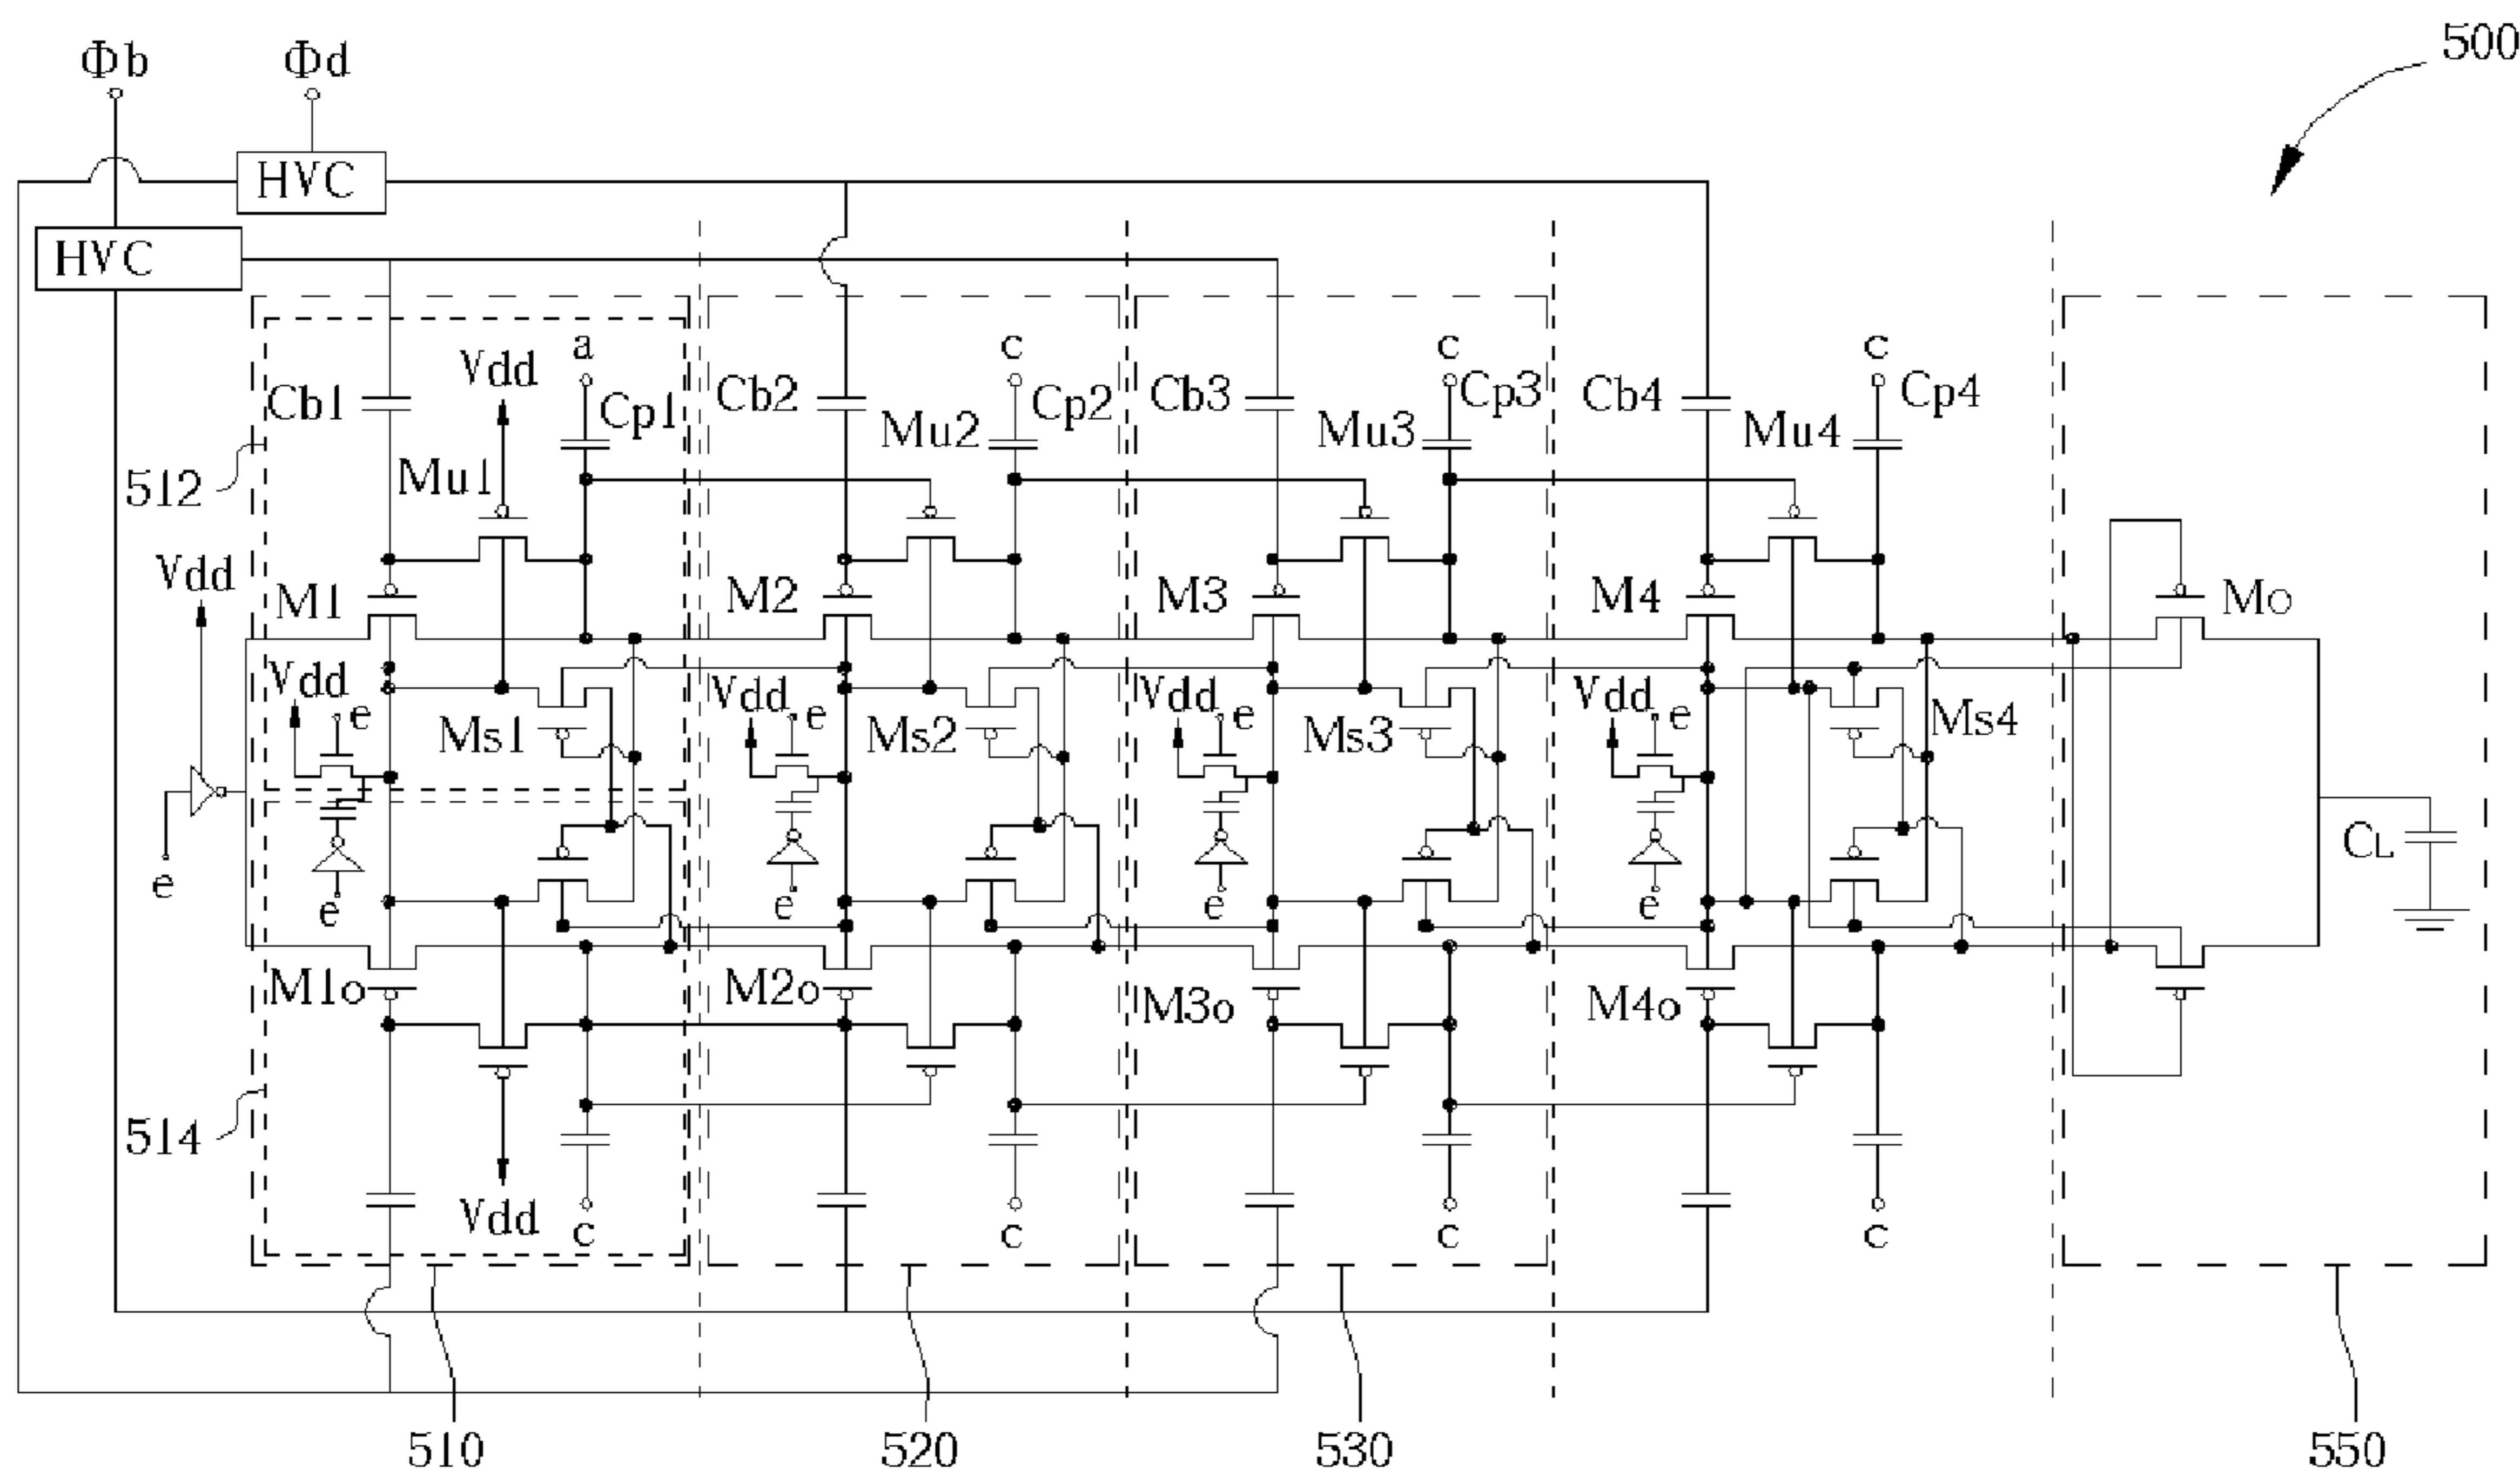 500
Φb
Φd
HVC
HVC
a
c
c
c
Vdd
Cb1
Cp1
Cb2
Cp2
Cb3
Cp3
Cb4
Cp4
Mu1
Mu2
Mu3
Mu4
512
Vdd
M1
M2
M3
M4
Mo
Vdd
e
Ms1
Vdd
e
Ms2
Vdd
e
Ms3
Vdd
e
Ms4
e
e
e
e
e
CL
M1o
M2o
M3o
M4o
514
Vdd
c
c
c
c
510
520
530
550